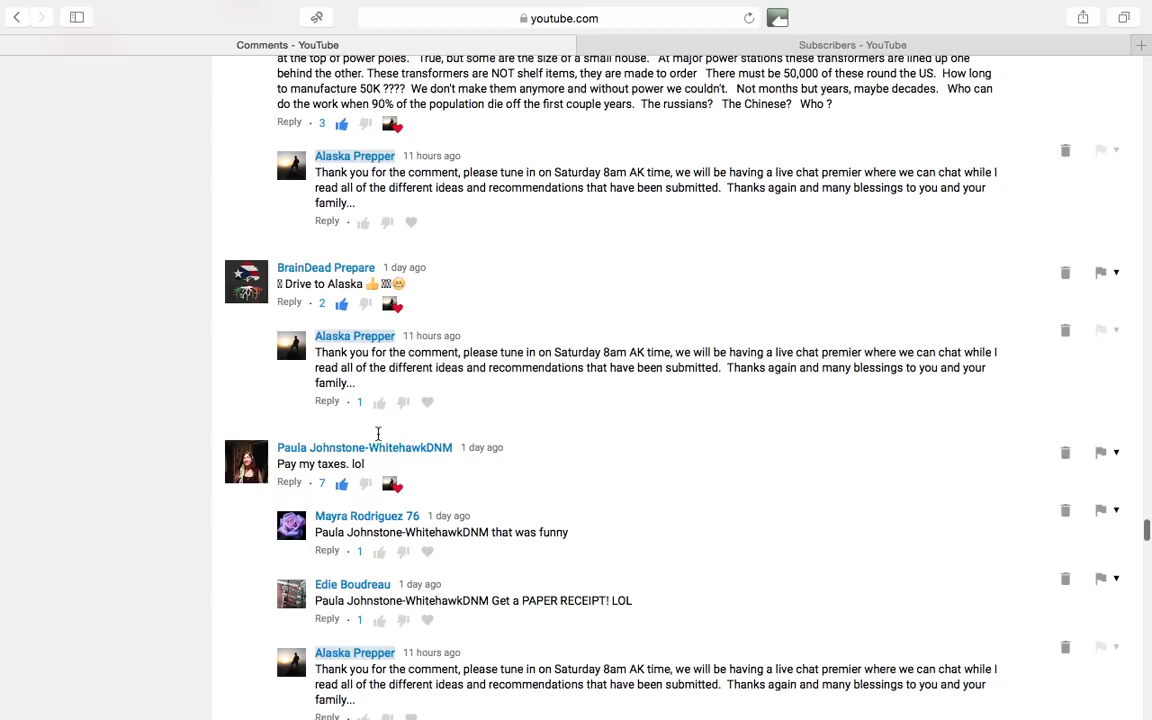 youtube.com
Comments - YouTube
Subscribers - YouTube
at the top of power poles.   True, but some are the size of a small house.   At major power stations these transformers are lined up one
behind the other. These transformers are NOT shelf items, they are made to order   There must be 50,000 of these round the US.  How long
to manufacture 50K ????  We don't make them anymore and without power we couldn't.   Not months but years, maybe decades.   Who can
do the work when 90% of the population die off the first couple years.  The russians?   The Chinese?   Who ?
Reply · 3
Alaska Prepper 11 hours ago
Thank you for the comment, please tune in on Saturday 8am AK time, we will be having a live chat premier where we can chat while I
read all of the different ideas and recommendations that have been submitted.  Thanks again and many blessings to you and your
family...
Reply ·
BrainDead Prepare 1 day ago
Drive to Alaska 👍 😁
Reply · 2
Alaska Prepper 11 hours ago
Thank you for the comment, please tune in on Saturday 8am AK time, we will be having a live chat premier where we can chat while I
read all of the different ideas and recommendations that have been submitted.  Thanks again and many blessings to you and your
family...
Reply · 1
Paula Johnstone-WhitehawkDNM 1 day ago
Pay my taxes. lol
Reply · 7
Mayra Rodriguez 76 1 day ago
Paula Johnstone-WhitehawkDNM that was funny
Reply · 1
Edie Boudreau 1 day ago
Paula Johnstone-WhitehawkDNM Get a PAPER RECEIPT! LOL
Reply · 1
Alaska Prepper 11 hours ago
Thank you for the comment, please tune in on Saturday 8am AK time, we will be having a live chat premier where we can chat while I
read all of the different ideas and recommendations that have been submitted.  Thanks again and many blessings to you and your
family...
Reply ·